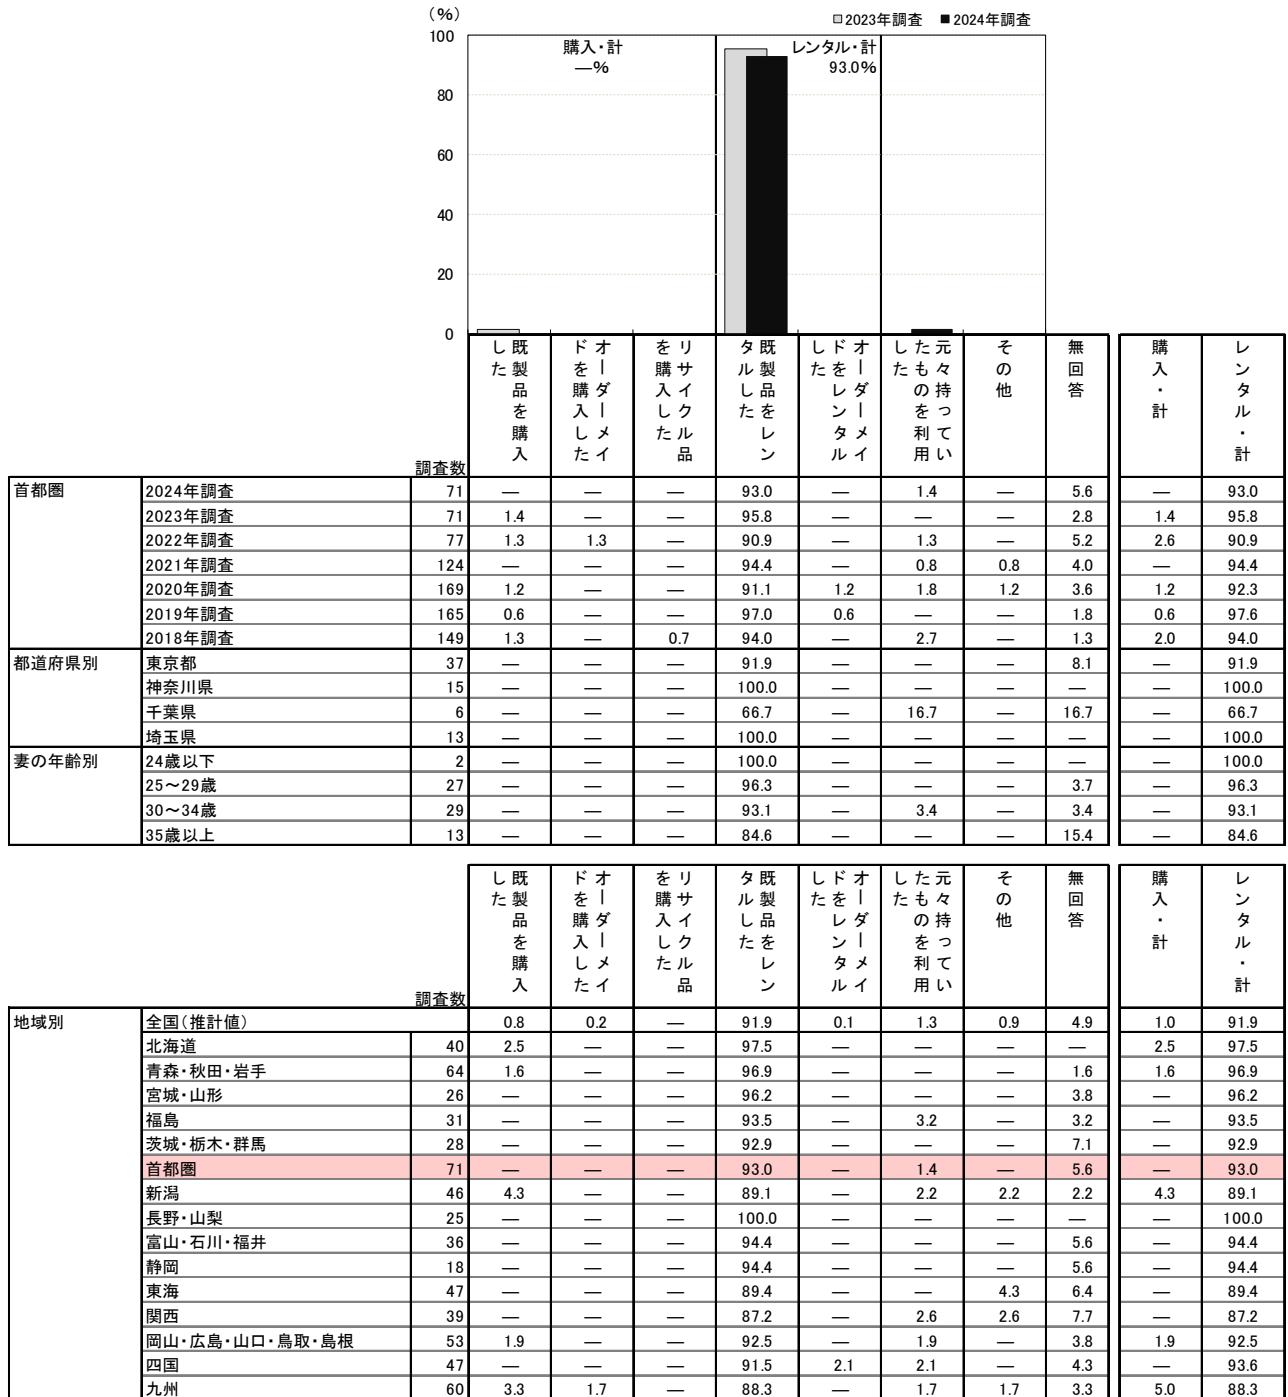 （%）
□2023年調査 ■2024年調査
100
80
60
40
20
0
購入・計
―%
レンタル・計
93.0%
調査数 既製品を購入した オーダーメイドを購入した リサイクル品を購入した 既製品をレンタルした オーダーメイドをレンタルした 元々持っていたものを利用した その他 無回答 購入・計 レンタル・計
首都圏 2024年調査 71 ― ― ― 93.0 ― 1.4 ― 5.6 ― 93.0
2023年調査 71 1.4 ― ― 95.8 ― ― ― 2.8 1.4 95.8
2022年調査 77 1.3 1.3 ― 90.9 ― 1.3 ― 5.2 2.6 90.9
2021年調査 124 ― ― ― 94.4 ― 0.8 0.8 4.0 ― 94.4
2020年調査 169 1.2 ― ― 91.1 1.2 1.8 1.2 3.6 1.2 92.3
2019年調査 165 0.6 ― ― 97.0 0.6 ― ― 1.8 0.6 97.6
2018年調査 149 1.3 ― 0.7 94.0 ― 2.7 ― 1.3 2.0 94.0
都道府県別 東京都 37 ― ― ― 91.9 ― ― ― 8.1 ― 91.9
神奈川県 15 ― ― ― 100.0 ― ― ― ― ― 100.0
千葉県 6 ― ― ― 66.7 ― 16.7 ― 16.7 ― 66.7
埼玉県 13 ― ― ― 100.0 ― ― ― ― ― 100.0
妻の年齢別 24歳以下 2 ― ― ― 100.0 ― ― ― ― ― 100.0
25～29歳 27 ― ― ― 96.3 ― ― ― 3.7 ― 96.3
30～34歳 29 ― ― ― 93.1 ― 3.4 ― 3.4 ― 93.1
35歳以上 13 ― ― ― 84.6 ― ― ― 15.4 ― 84.6
調査数 既製品を購入した オーダーメイドを購入した リサイクル品を購入した 既製品をレンタルした オーダーメイドをレンタルした 元々持っていたものを利用した その他 無回答 購入・計 レンタル・計
地域別 全国（推計値） 0.8 0.2 ― 91.9 0.1 1.3 0.9 4.9 1.0 91.9
北海道 40 2.5 ― ― 97.5 ― ― ― ― 2.5 97.5
青森・秋田・岩手 64 1.6 ― ― 96.9 ― ― ― 1.6 1.6 96.9
宮城・山形 26 ― ― ― 96.2 ― ― ― 3.8 ― 96.2
福島 31 ― ― ― 93.5 ― 3.2 ― 3.2 ― 93.5
茨城・栃木・群馬 28 ― ― ― 92.9 ― ― ― 7.1 ― 92.9
首都圏 71 ― ― ― 93.0 ― 1.4 ― 5.6 ― 93.0
新潟 46 4.3 ― ― 89.1 ― 2.2 2.2 2.2 4.3 89.1
長野・山梨 25 ― ― ― 100.0 ― ― ― ― ― 100.0
富山・石川・福井 36 ― ― ― 94.4 ― ― ― 5.6 ― 94.4
静岡 18 ― ― ― 94.4 ― ― ― 5.6 ― 94.4
東海 47 ― ― ― 89.4 ― ― 4.3 6.4 ― 89.4
関西 39 ― ― ― 87.2 ― 2.6 2.6 7.7 ― 87.2
岡山・広島・山口・鳥取・島根 53 1.9 ― ― 92.5 ― 1.9 ― 3.8 1.9 92.5
四国 47 ― ― ― 91.5 2.1 2.1 ― 4.3 ― 93.6
九州 60 3.3 1.7 ― 88.3 ― 1.7 1.7 3.3 5.0 88.3